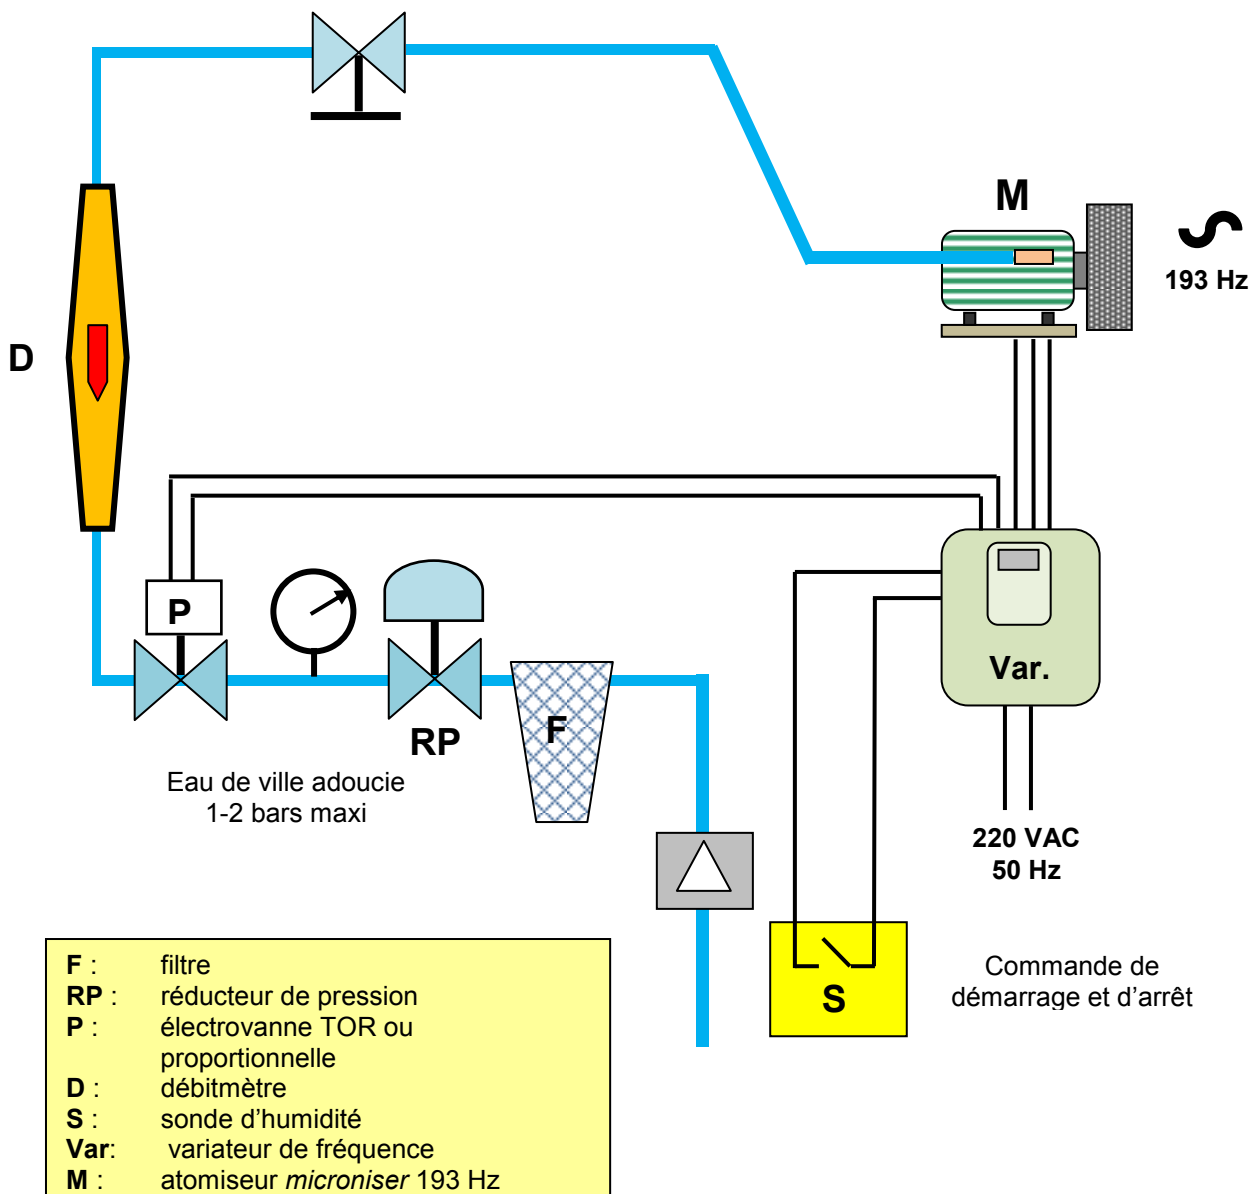 M
193 Hz
D
P
RP
F
Var.
Eau de ville adoucie
1-2 bars maxi
220 VAC
50 Hz
S
Commande de
démarrage et d'arrêt
F : filtre
RP : réducteur de pression
P : électrovanne TOR ou
proportionnelle
D : débitmètre
S : sonde d'humidité
Var: variateur de fréquence
M : atomiseur microniser 193 Hz